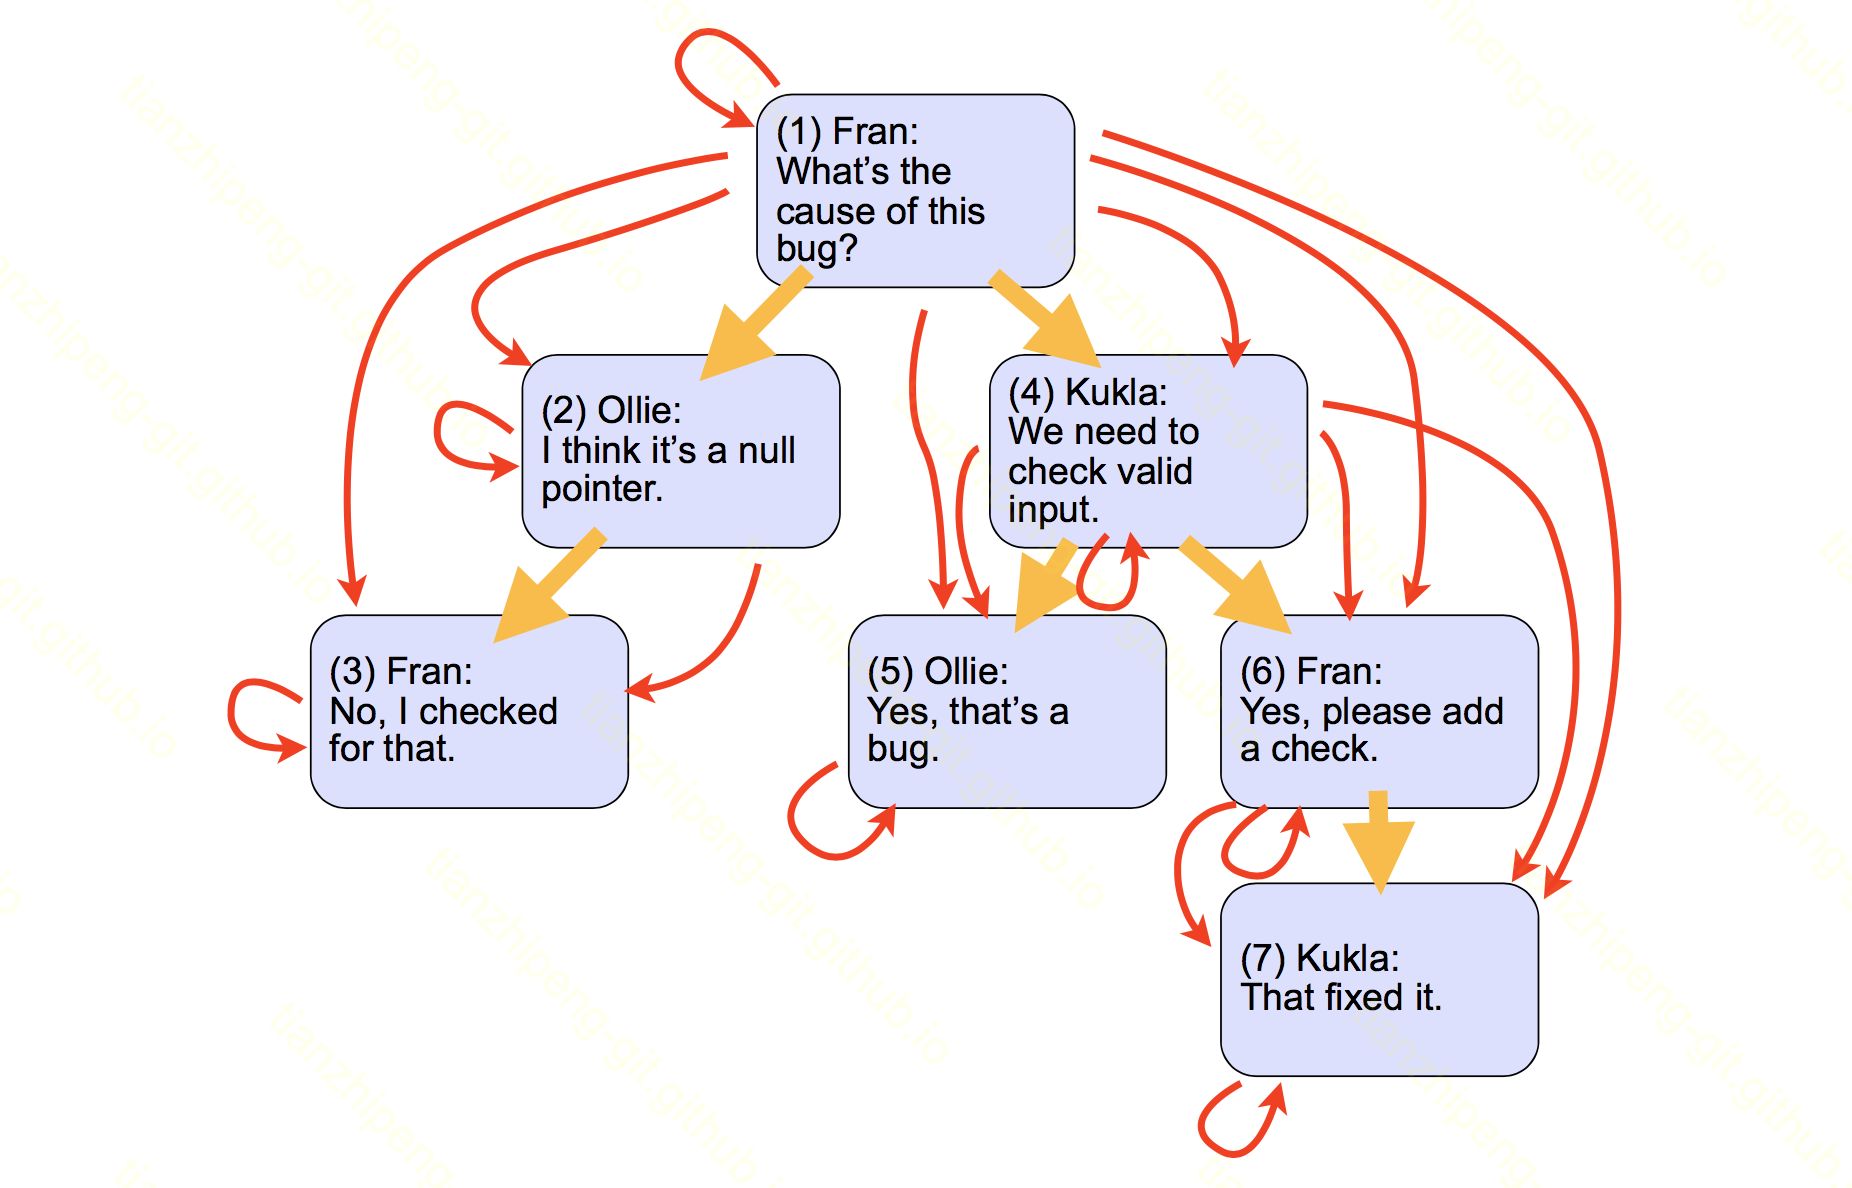 (1) Fran:
What’s the
cause of this
bug?
(2) Ollie:
I think it’s a null
pointer.
(4) Kukla:
We need to
check valid
input.
(3) Fran:
No, I checked
for that.
(5) Ollie:
Yes, that’s a
bug.
(6) Fran:
Yes, please add
a check.
(7) Kukla:
That fixed it.
tianzhipeng-git.github.io